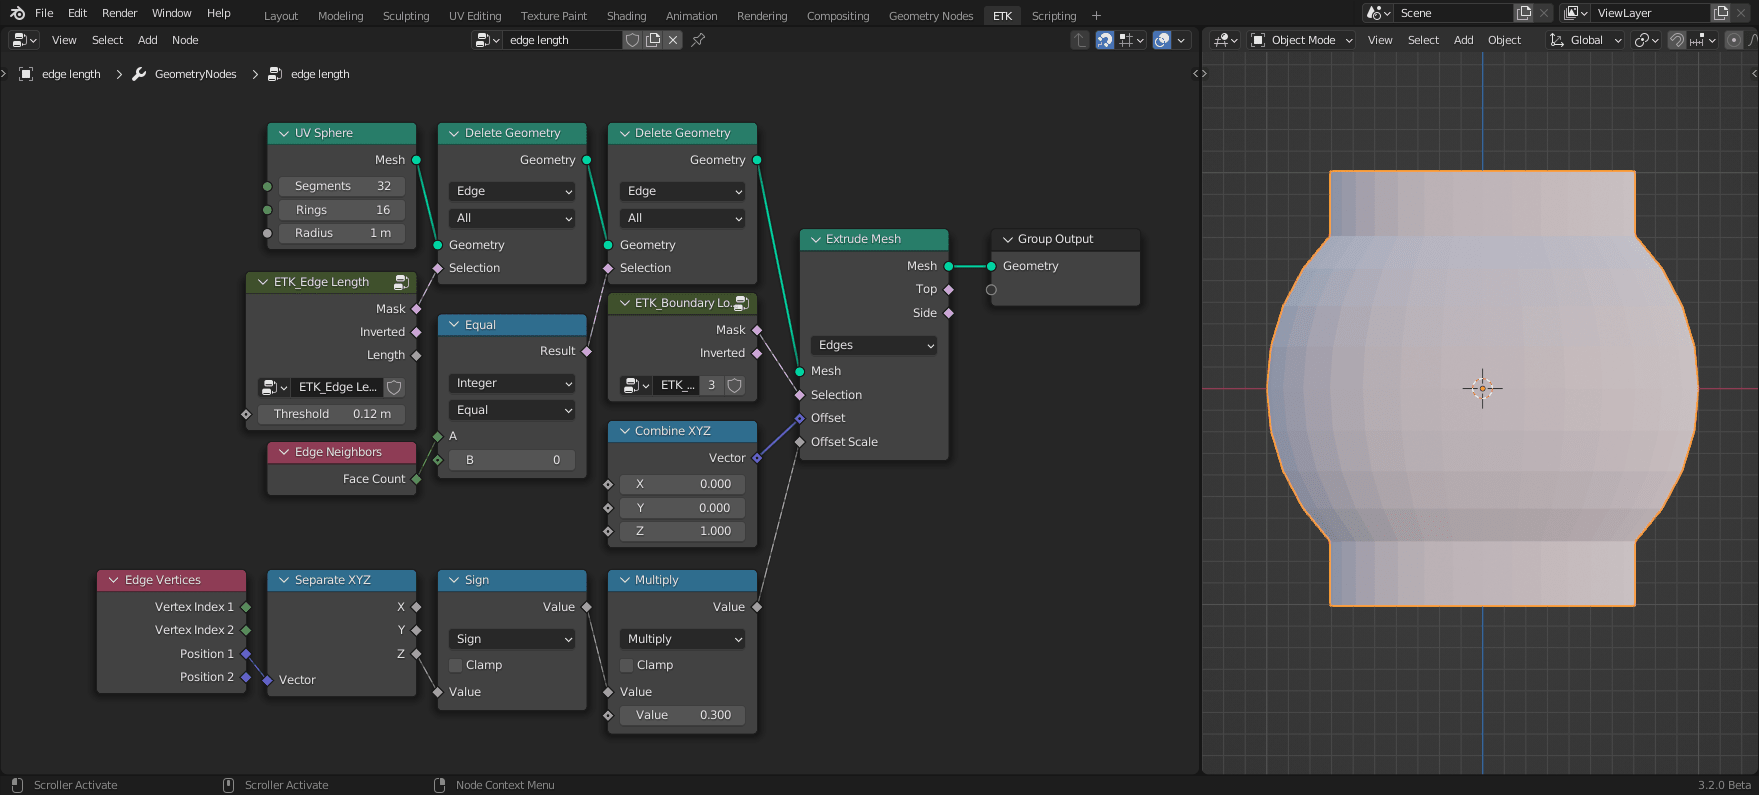 File Edit Render Window Help Layout Modeling Sculpting UV Editing Texture Paint Shading Animation Rendering Compositing Geometry Nodes ETK Scripting + Scene ViewLayer
View Select Add Node edge length Object Mode View Select Add Object Global
edge length > GeometryNodes > edge length
UV Sphere
Mesh
Segments 32
Rings 16
Radius 1 m
Delete Geometry
Geometry
Edge
All
Geometry
Selection
Delete Geometry
Geometry
Edge
All
Geometry
Selection
ETK_Edge Length
Mask
Inverted
Length
ETK_Edge Le...
Threshold 0.12 m
Equal
Result
Integer
Equal
A
B 0
ETK_Boundary Lo..
Mask
Inverted
ETK_... 3
Extrude Mesh
Mesh
Top
Side
Edges
Mesh
Selection
Offset
Offset Scale
Group Output
Geometry
Edge Neighbors
Face Count
Combine XYZ
Vector
X 0.000
Y 0.000
Z 1.000
Edge Vertices
Vertex Index 1
Vertex Index 2
Position 1
Position 2
Separate XYZ
X
Y
Z
Vector
Sign
Value
Sign
Clamp
Value
Multiply
Value
Multiply
Clamp
Value
Value 0.300
Scroller Activate Scroller Activate Node Context Menu 3.2.0 Beta